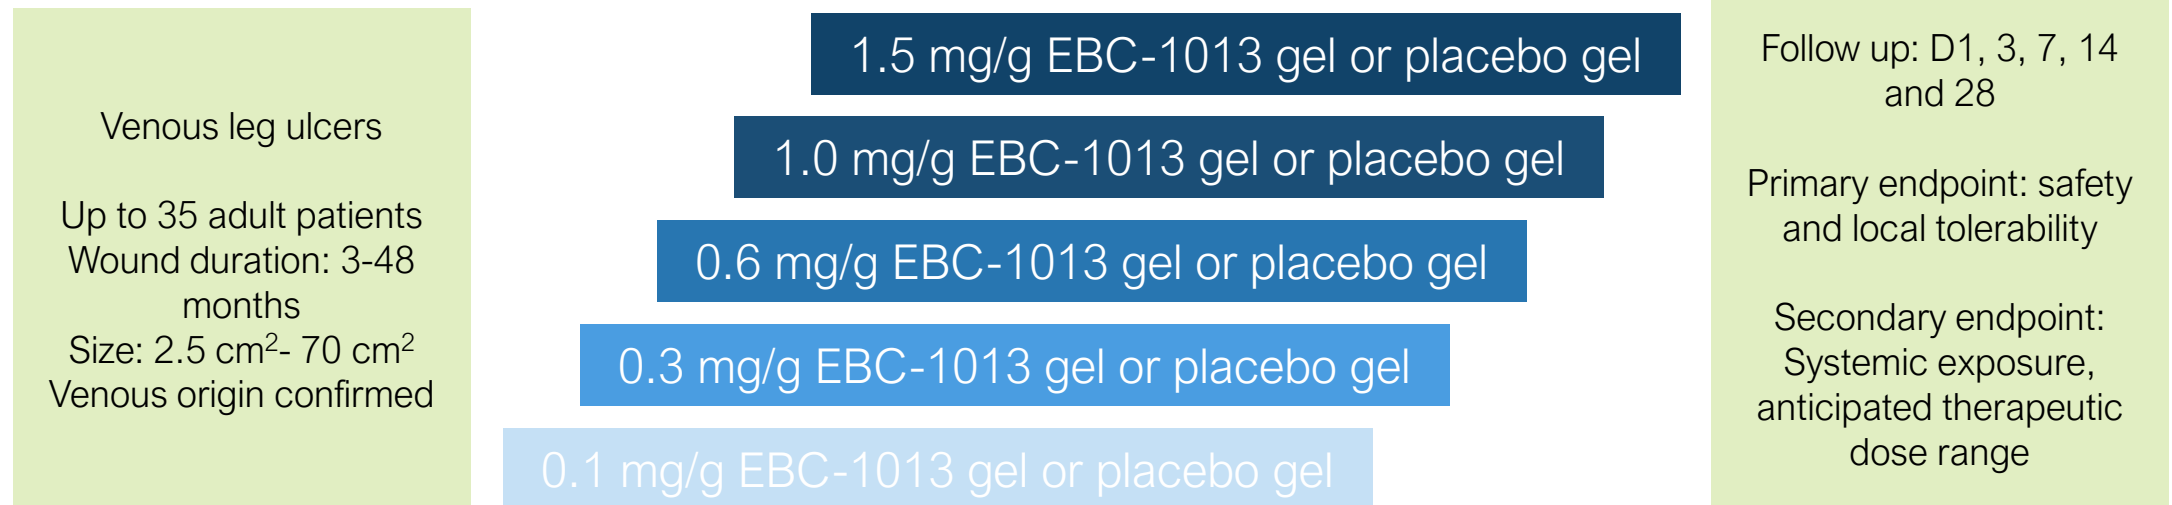 Venous leg ulcers
Up to 35 adult patients
Wound duration: 3-48
months
Size: 2.5 cm²- 70 cm²
Venous origin confirmed
1.5 mg/g EBC-1013 gel or placebo gel
1.0 mg/g EBC-1013 gel or placebo gel
0.6 mg/g EBC-1013 gel or placebo gel
0.3 mg/g EBC-1013 gel or placebo gel
0.1 mg/g EBC-1013 gel or placebo gel
Follow up: D1, 3, 7, 14
and 28
Primary endpoint: safety
and local tolerability
Secondary endpoint:
Systemic exposure,
anticipated therapeutic
dose range